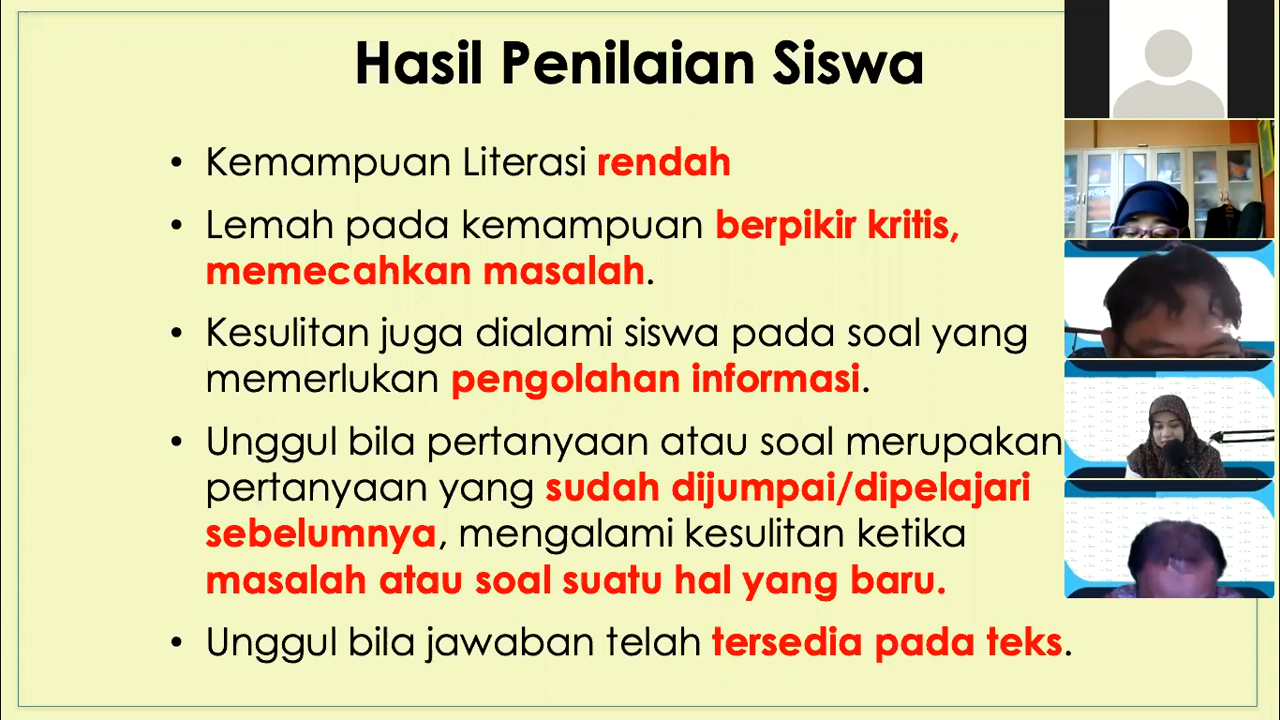 Hasil Penilaian Siswa
• Kemampuan Literasi rendah
• Lemah pada kemampuan berpikir kritis,
memecahkan masalah.
• Kesulitan juga dialami siswa pada soal yang
memerlukan pengolahan informasi.
• Unggul bila pertanyaan atau soal merupakan
pertanyaan yang sudah dijumpai/dipelajari
sebelumnya, mengalami kesulitan ketika
masalah atau soal suatu hal yang baru.
• Unggul bila jawaban telah tersedia pada teks.